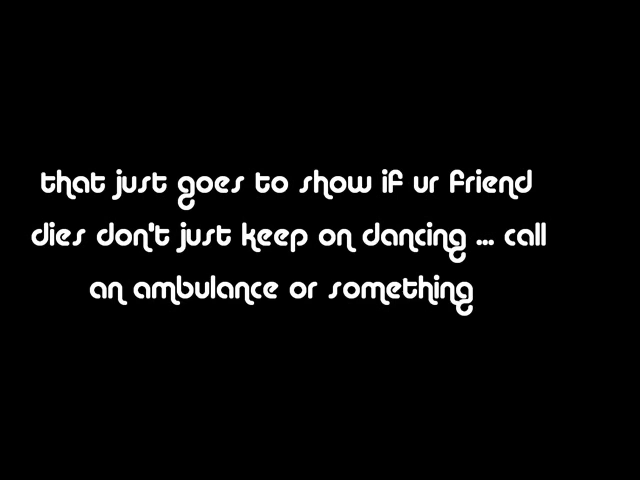 that just goes to show if ur friend
dies don't just keep on dancing ... call
an ambulance or something